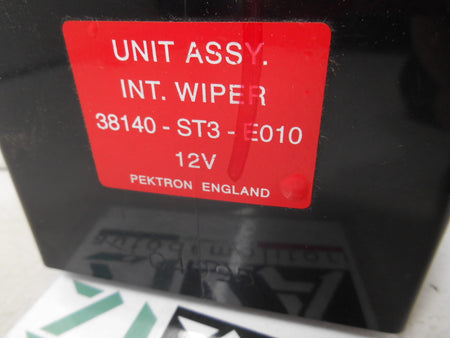 UNIT ASSY.
INT. WIPER
38140 - ST3 - E010
12V
PEKTRON ENGLAND